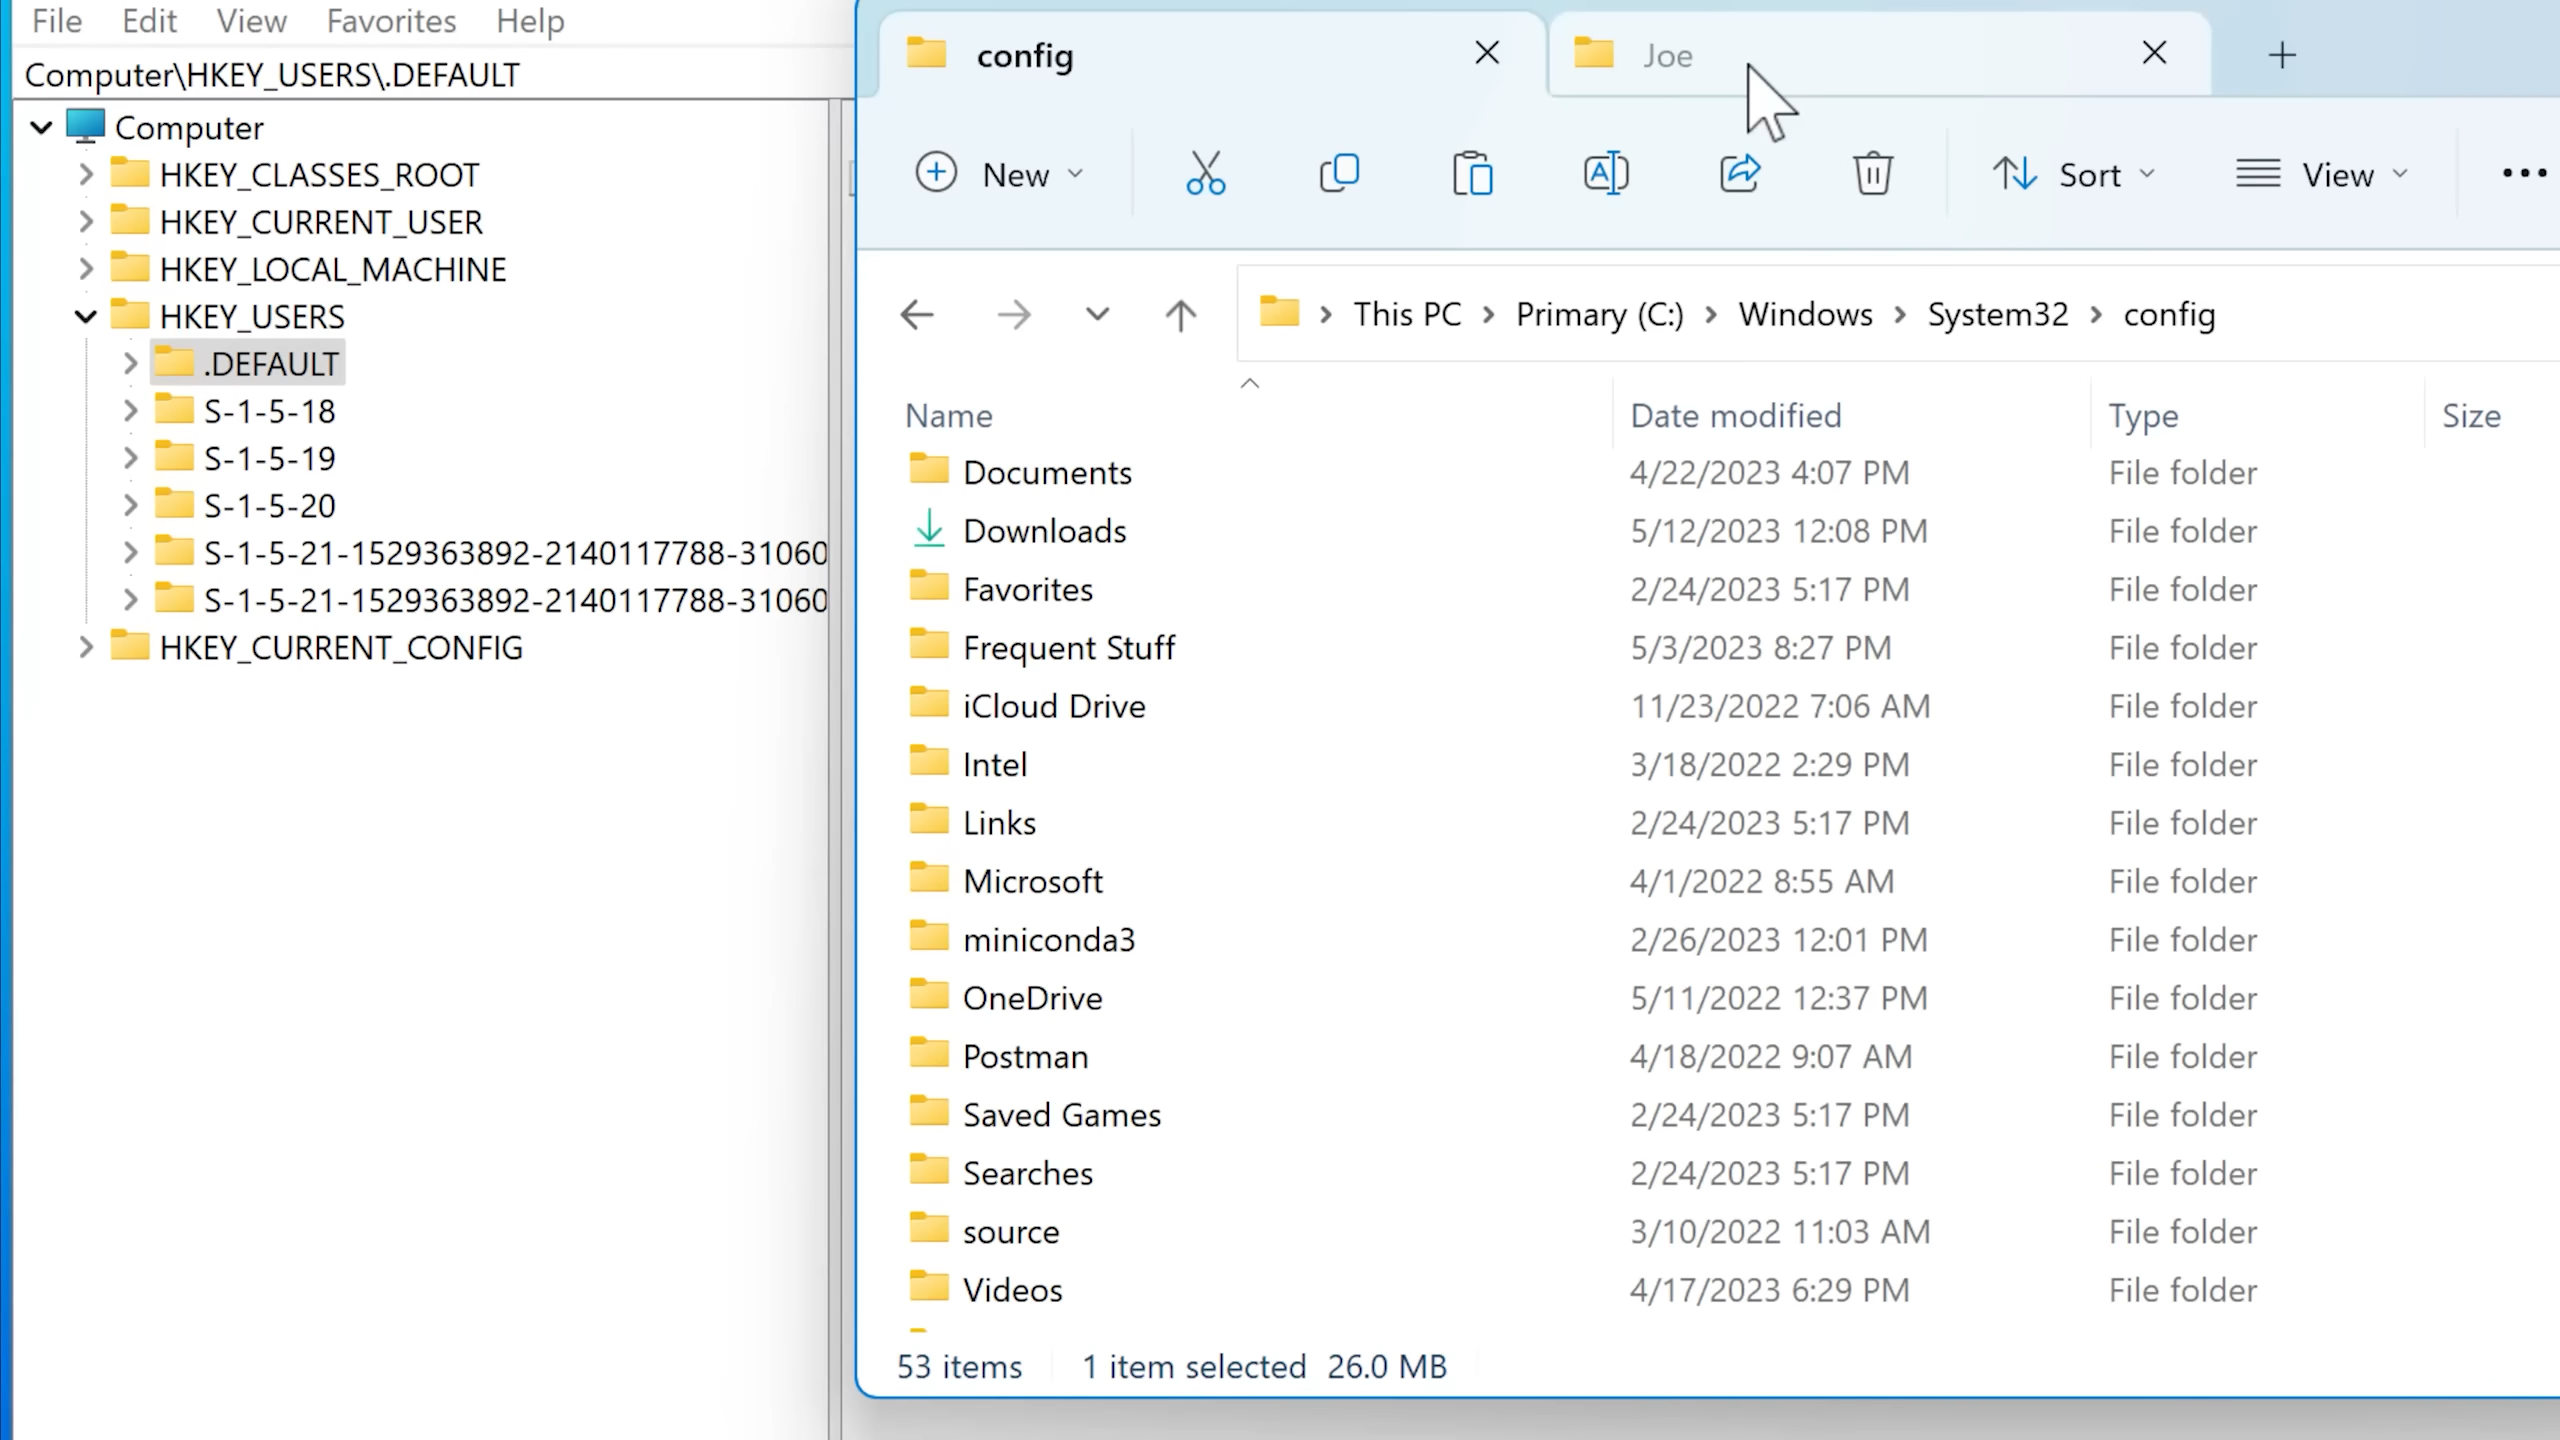 File Edit View Favorites Help
Computer\HKEY_USERS\.DEFAULT
Computer
HKEY_CLASSES_ROOT
HKEY_CURRENT_USER
HKEY_LOCAL_MACHINE
HKEY_USERS
.DEFAULT
S-1-5-18
S-1-5-19
S-1-5-20
S-1-5-21-1529363892-2140117788-31060
S-1-5-21-1529363892-2140117788-31060
HKEY_CURRENT_CONFIG
config Joe
New Sort View
This PC Primary (C:) Windows System32 config
Name Date modified Type Size
Documents 4/22/2023 4:07 PM File folder
Downloads 5/12/2023 12:08 PM File folder
Favorites 2/24/2023 5:17 PM File folder
Frequent Stuff 5/3/2023 8:27 PM File folder
iCloud Drive 11/23/2022 7:06 AM File folder
Intel 3/18/2022 2:29 PM File folder
Links 2/24/2023 5:17 PM File folder
Microsoft 4/1/2022 8:55 AM File folder
miniconda3 2/26/2023 12:01 PM File folder
OneDrive 5/11/2022 12:37 PM File folder
Postman 4/18/2022 9:07 AM File folder
Saved Games 2/24/2023 5:17 PM File folder
Searches 2/24/2023 5:17 PM File folder
source 3/10/2022 11:03 AM File folder
Videos 4/17/2023 6:29 PM File folder
53 items 1 item selected 26.0 MB